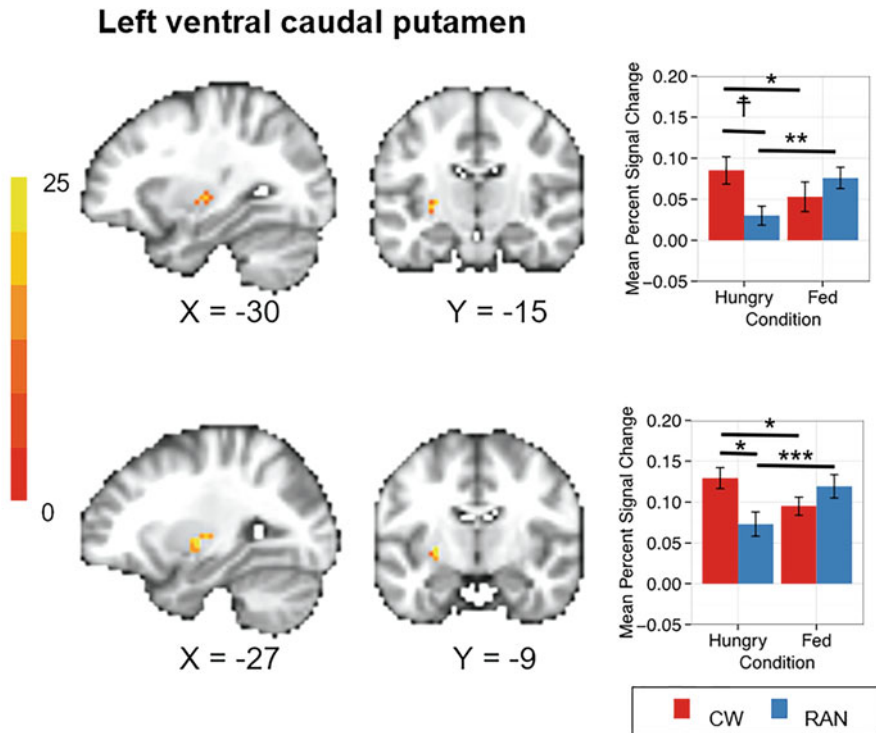 Left ventral caudal putamen
25
0
X = -30
Y = -15
Mean Percent Signal Change
0.20
0.15
0.10
0.05
0.00
−0.05
*
†
**
Hungry Fed
Condition
X = -27
Y = -9
Mean Percent Signal Change
0.20
0.15
0.10
0.05
0.00
−0.05
*
* ***
Hungry Fed
Condition
CW RAN